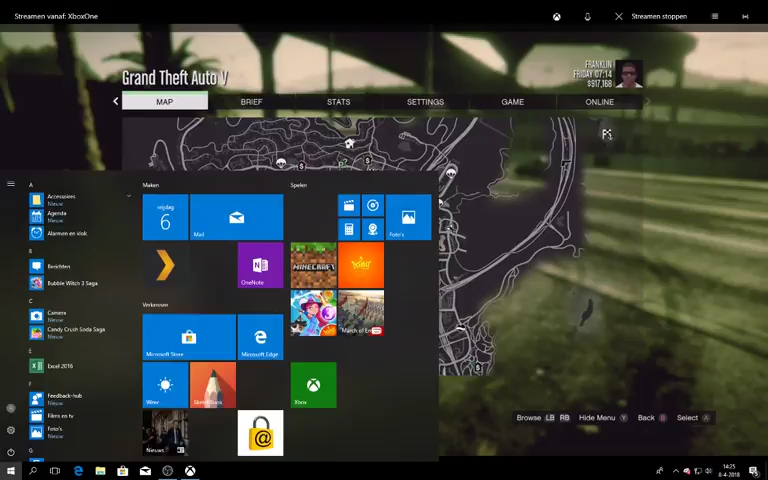 Streamen vanaf: XboxOne
Streamen stoppen
Grand Theft Auto V
FRANKLIN
FRIDAY 07:14
$917,168
MAP
BRIEF
STATS
SETTINGS
GAME
ONLINE
A
Accessoires
Nieuw
Agenda
Nieuw
Alarmen en klok
B
Berichten
Bubble Witch 3 Saga
C
Camera
Nieuw
Candy Crush Soda Saga
Nieuw
E
Excel 2016
F
Feedback-hub
Nieuw
Films en tv
Foto's
Nieuw
G
Maken
vrijdag
6
Mail
OneNote
Verkennen
Microsoft Store
Microsoft Edge
Weer
SketchBook
Nieuws
Spelen
Foto's
MINECRAFT
King
March of Em
Xbox
Browse LB RB
Hide Menu Y
Back B
Select A
14:25
8-4-2018